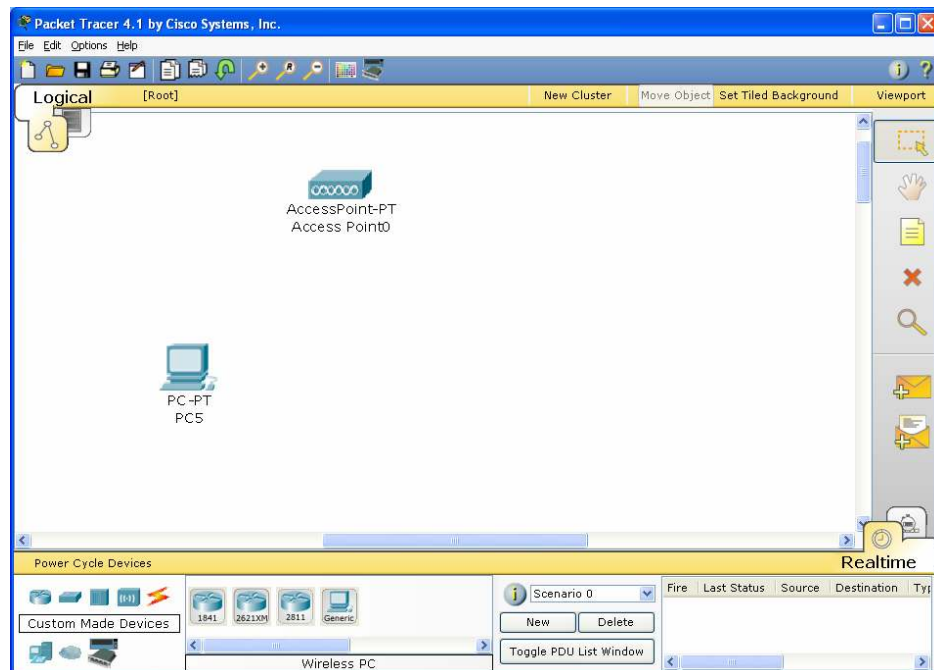 Packet Tracer 4.1 by Cisco Systems, Inc.
File Edit Options Help
Logical [Root] New Cluster Move Object Set Tiled Background Viewport
AccessPoint-PT
Access Point0
PC-PT
PC5
Power Cycle Devices Realtime
Custom Made Devices
1841 2621XM 2811 Generic
Wireless PC
Scenario 0
New Delete
Toggle PDU List Window
Fire Last Status Source Destination Typ